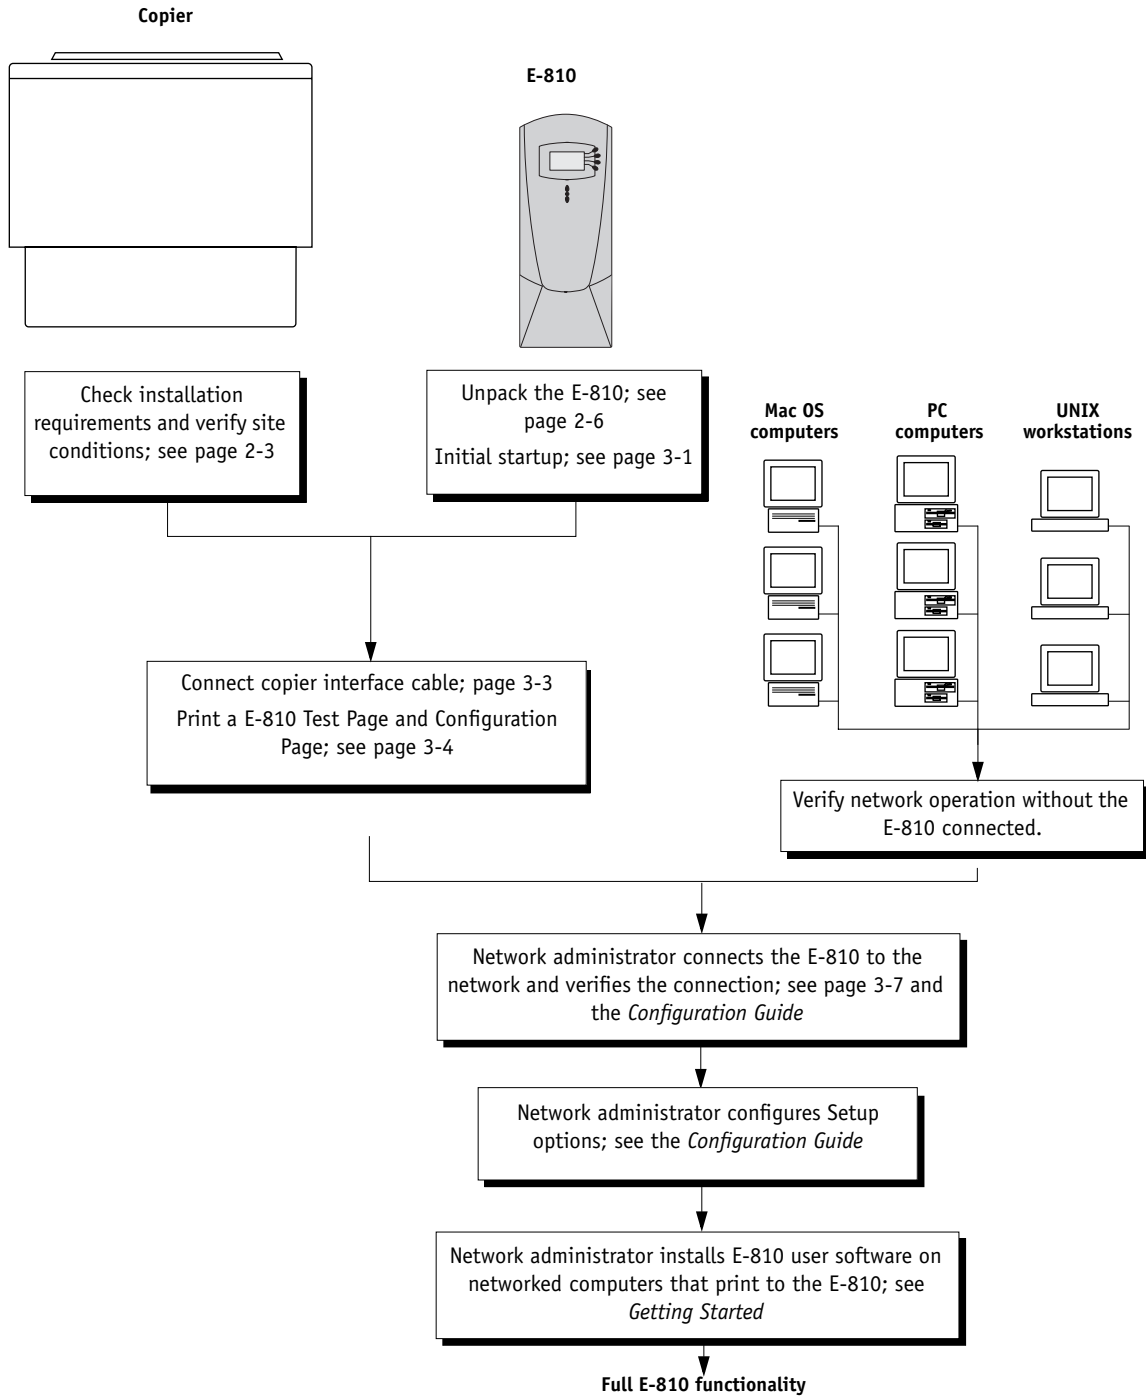 Copier
E-810
Check installation
requirements and verify site
conditions; see page 2-3
Unpack the E-810; see
page 2-6
Initial startup; see page 3-1
Mac OS
computers
PC
computers
UNIX
workstations
Connect copier interface cable; page 3-3
Print a E-810 Test Page and Configuration
Page; see page 3-4
Verify network operation without the
E-810 connected.
Network administrator connects the E-810 to the
network and verifies the connection; see page 3-7 and
the Configuration Guide
Network administrator configures Setup
options; see the Configuration Guide
Network administrator installs E-810 user software on
networked computers that print to the E-810; see
Getting Started
Full E-810 functionality